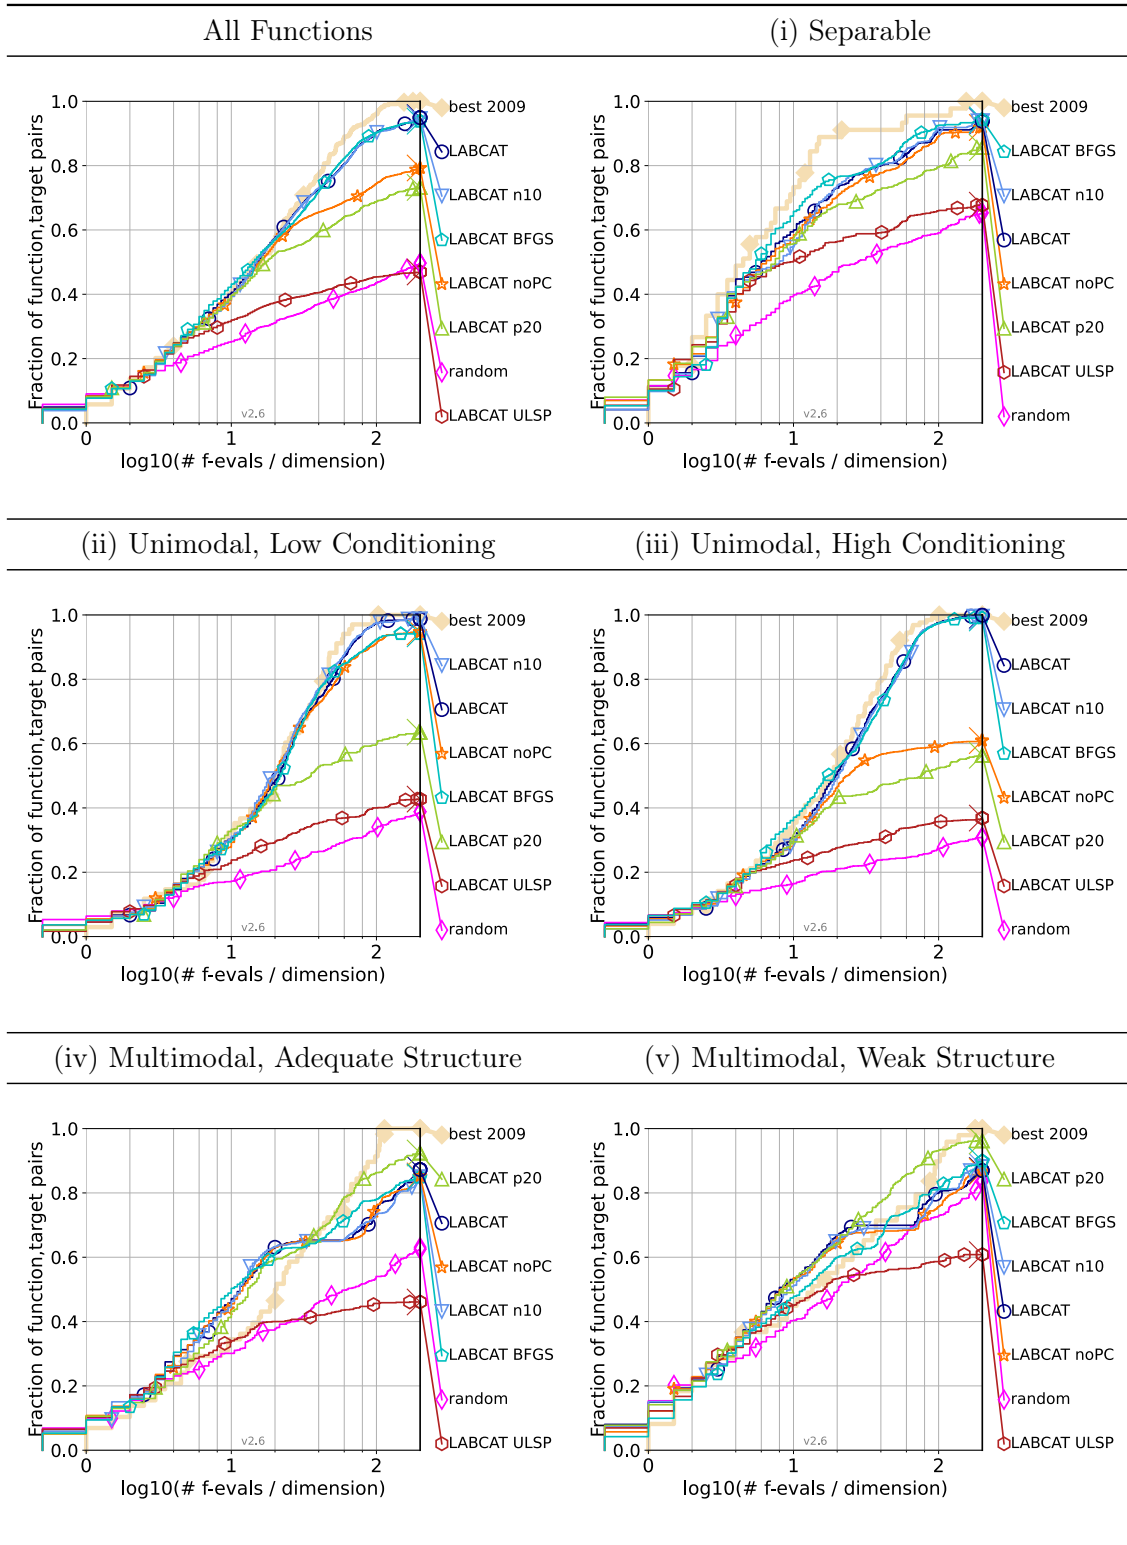 All Functions
(i) Separable
Fraction of function,target pairs
1.0
0.8
0.6
0.4
0.2
0.0
0
1
2
v2.6
log10(# f-evals / dimension)
best 2009
LABCAT
LABCAT n10
LABCAT BFGS
LABCAT noPC
LABCAT p20
random
LABCAT ULSP
Fraction of function,target pairs
1.0
0.8
0.6
0.4
0.2
0.0
0
1
2
v2.6
log10(# f-evals / dimension)
best 2009
LABCAT BFGS
LABCAT n10
LABCAT
LABCAT noPC
LABCAT p20
LABCAT ULSP
random
(ii) Unimodal, Low Conditioning
(iii) Unimodal, High Conditioning
Fraction of function,target pairs
1.0
0.8
0.6
0.4
0.2
0.0
0
1
2
v2.6
log10(# f-evals / dimension)
best 2009
LABCAT n10
LABCAT
LABCAT noPC
LABCAT BFGS
LABCAT p20
LABCAT ULSP
random
Fraction of function,target pairs
1.0
0.8
0.6
0.4
0.2
0.0
0
1
2
v2.6
log10(# f-evals / dimension)
best 2009
LABCAT
LABCAT n10
LABCAT BFGS
LABCAT noPC
LABCAT p20
LABCAT ULSP
random
(iv) Multimodal, Adequate Structure
(v) Multimodal, Weak Structure
Fraction of function,target pairs
1.0
0.8
0.6
0.4
0.2
0.0
0
1
2
v2.6
log10(# f-evals / dimension)
best 2009
LABCAT p20
LABCAT
LABCAT noPC
LABCAT n10
LABCAT BFGS
random
LABCAT ULSP
Fraction of function,target pairs
1.0
0.8
0.6
0.4
0.2
0.0
0
1
2
v2.6
log10(# f-evals / dimension)
best 2009
LABCAT p20
LABCAT BFGS
LABCAT n10
LABCAT
LABCAT noPC
random
LABCAT ULSP